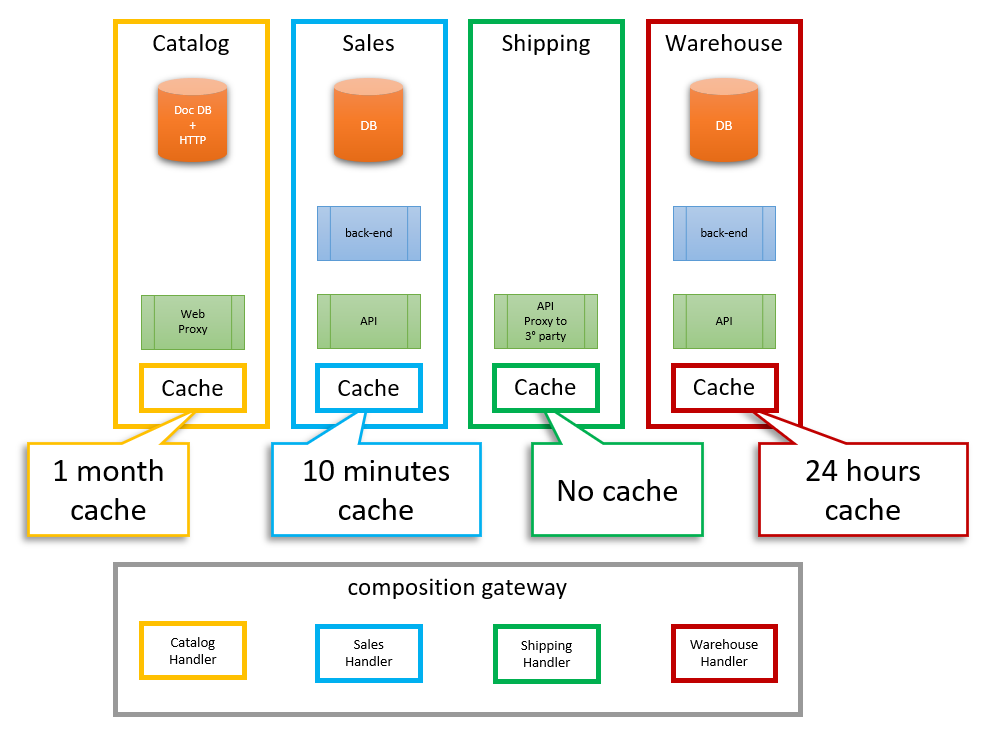 Catalog
Sales
Shipping
Warehouse
Doc DB
+
HTTP
DB
DB
back-end
back-end
Web
Proxy
API
API
Proxy to
3° party
API
Cache
Cache
Cache
Cache
1 month
cache
10 minutes
cache
No cache
24 hours
cache
composition gateway
Catalog
Handler
Sales
Handler
Shipping
Handler
Warehouse
Handler